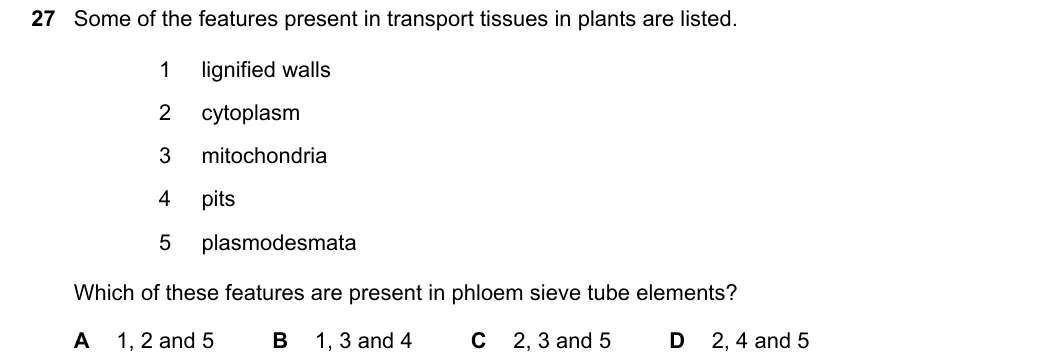 27 Some of the features present in transport tissues in plants are listed.
1 lignified walls
2 cytoplasm
3 mitochondria
4 pits
5 plasmodesmata
Which of these features are present in phloem sieve tube elements?
A 1, 2 and 5 B 1, 3 and 4 C 2, 3 and 5 D 2, 4 and 5